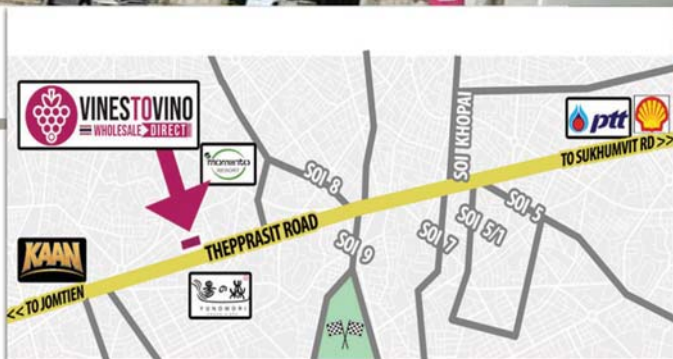 VINESTOVINO
WHOLESALE DIRECT
momento
RESORT
ptt
TO SUKHUMVIT RD >>
SOI KHOPAI
SOI 8
SOI 5
SOI 5/1
SOI 7
SOI 9
THEPPRASIT ROAD
KAAN
YUNOMORI
<< TO JOMTIEN